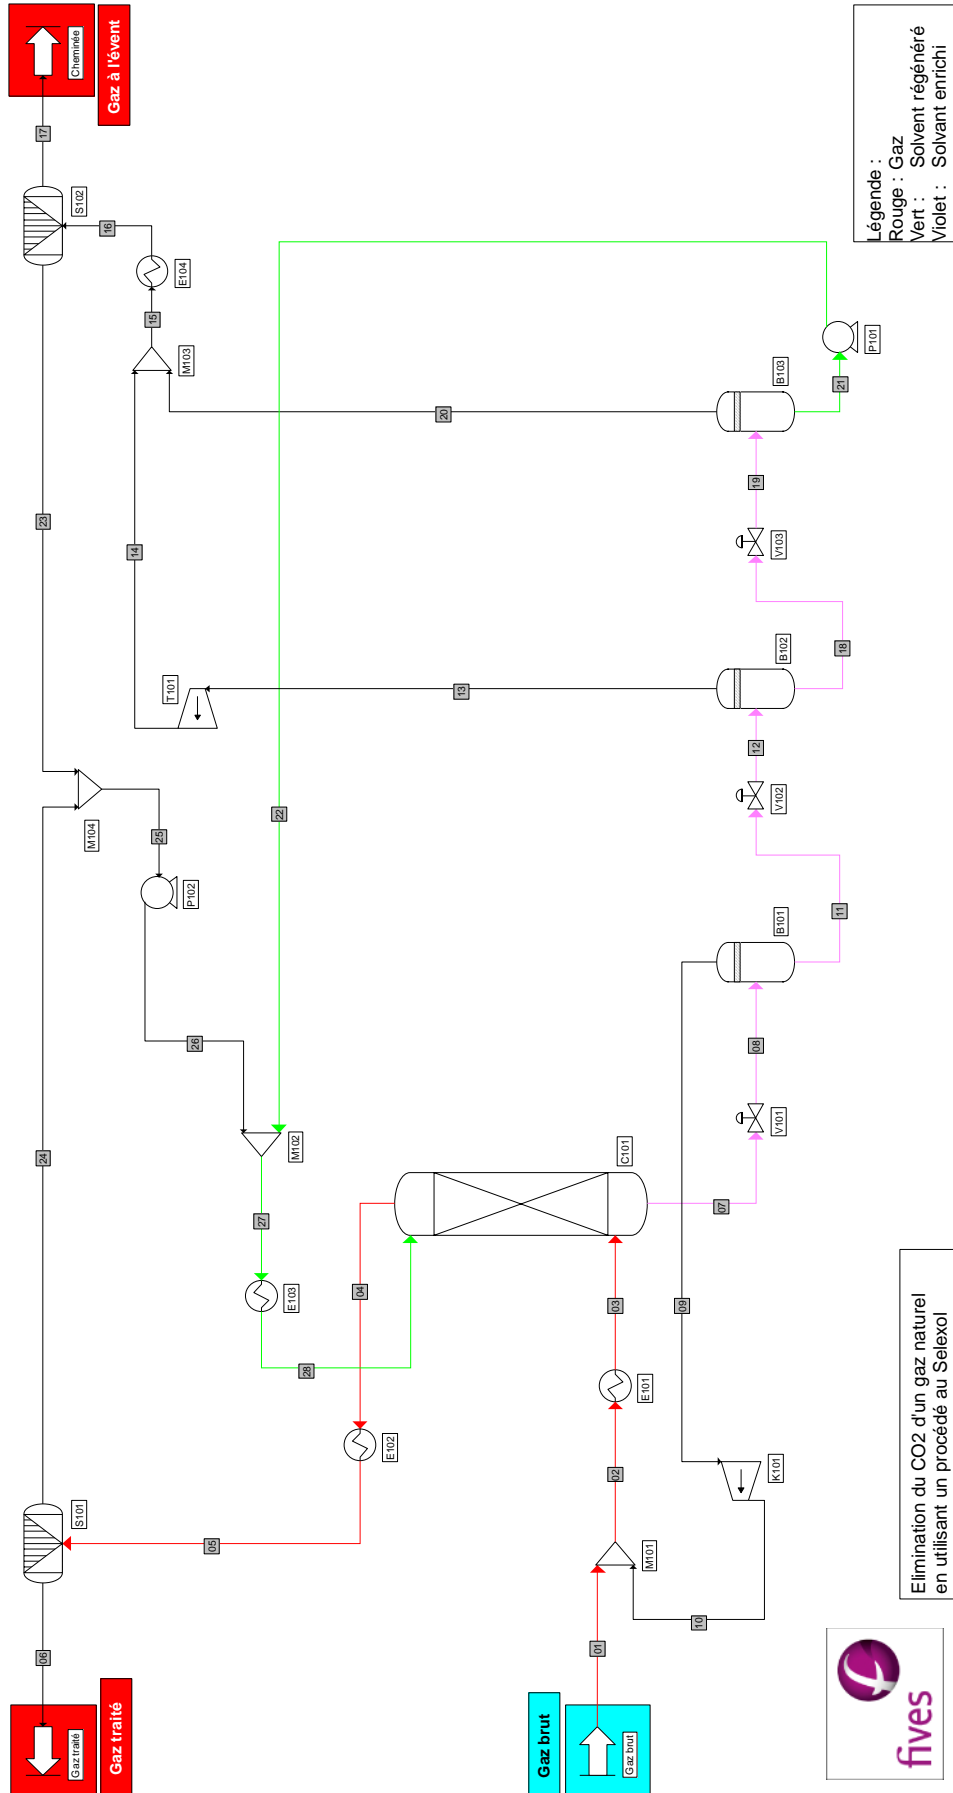 06
24
23
17
Gaz traité
Cheminée
S101
S102
Gaz traité
Gaz à l'évent
M104
16
14
15
25
T101
E104
M103
P102
26
05
27
22
E103
M102
28
04
E102
Gaz brut
20
13
01
02
03
Gaz brut
M101
E101
C101
09
10
07
08
12
19
K101
V101
B101
V102
B102
V103
B103
11
18
21
P101
fives
Elimination du CO2 d'un gaz naturel
en utilisant un procédé au Selexol
Légende :
Rouge : Gaz
Vert : Solvent régénéré
Violet : Solvant enrichi